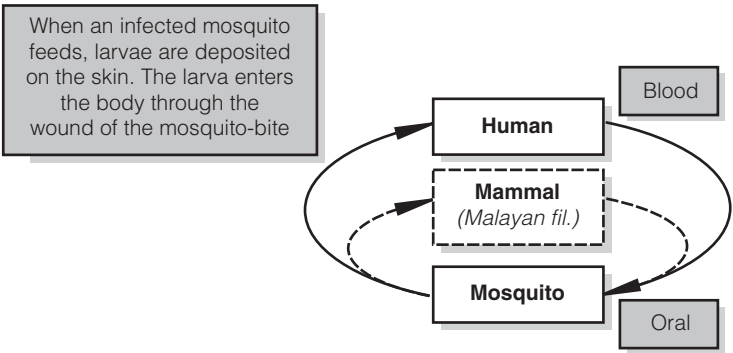 When an infected mosquito
feeds, larvae are deposited
on the skin. The larva enters
the body through the
wound of the mosquito-bite
Blood
Human
Mammal
(Malayan fil.)
Mosquito
Oral